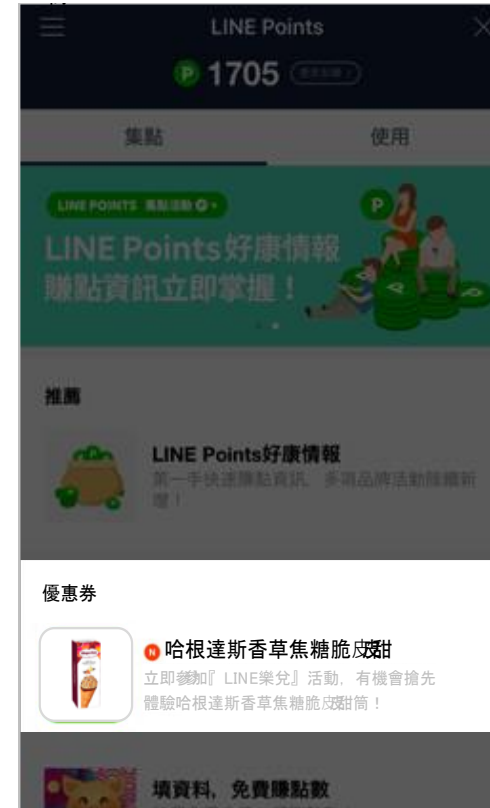 LINE Points
P 1705
集點
使用
LINE POINTS 集點活動
P
LINE Points好康情報
賺點資訊立即掌握！
推薦
LINE Points好康情報
第一手快速賺點資訊, 多項品牌活動陸續新
增！
優惠券
N 哈根達斯香草焦糖脆皮甜
立即參加『LINE樂兌』活動, 有機會搶先
體驗哈根達斯香草焦糖脆皮甜筒！
填資料, 免費賺點數